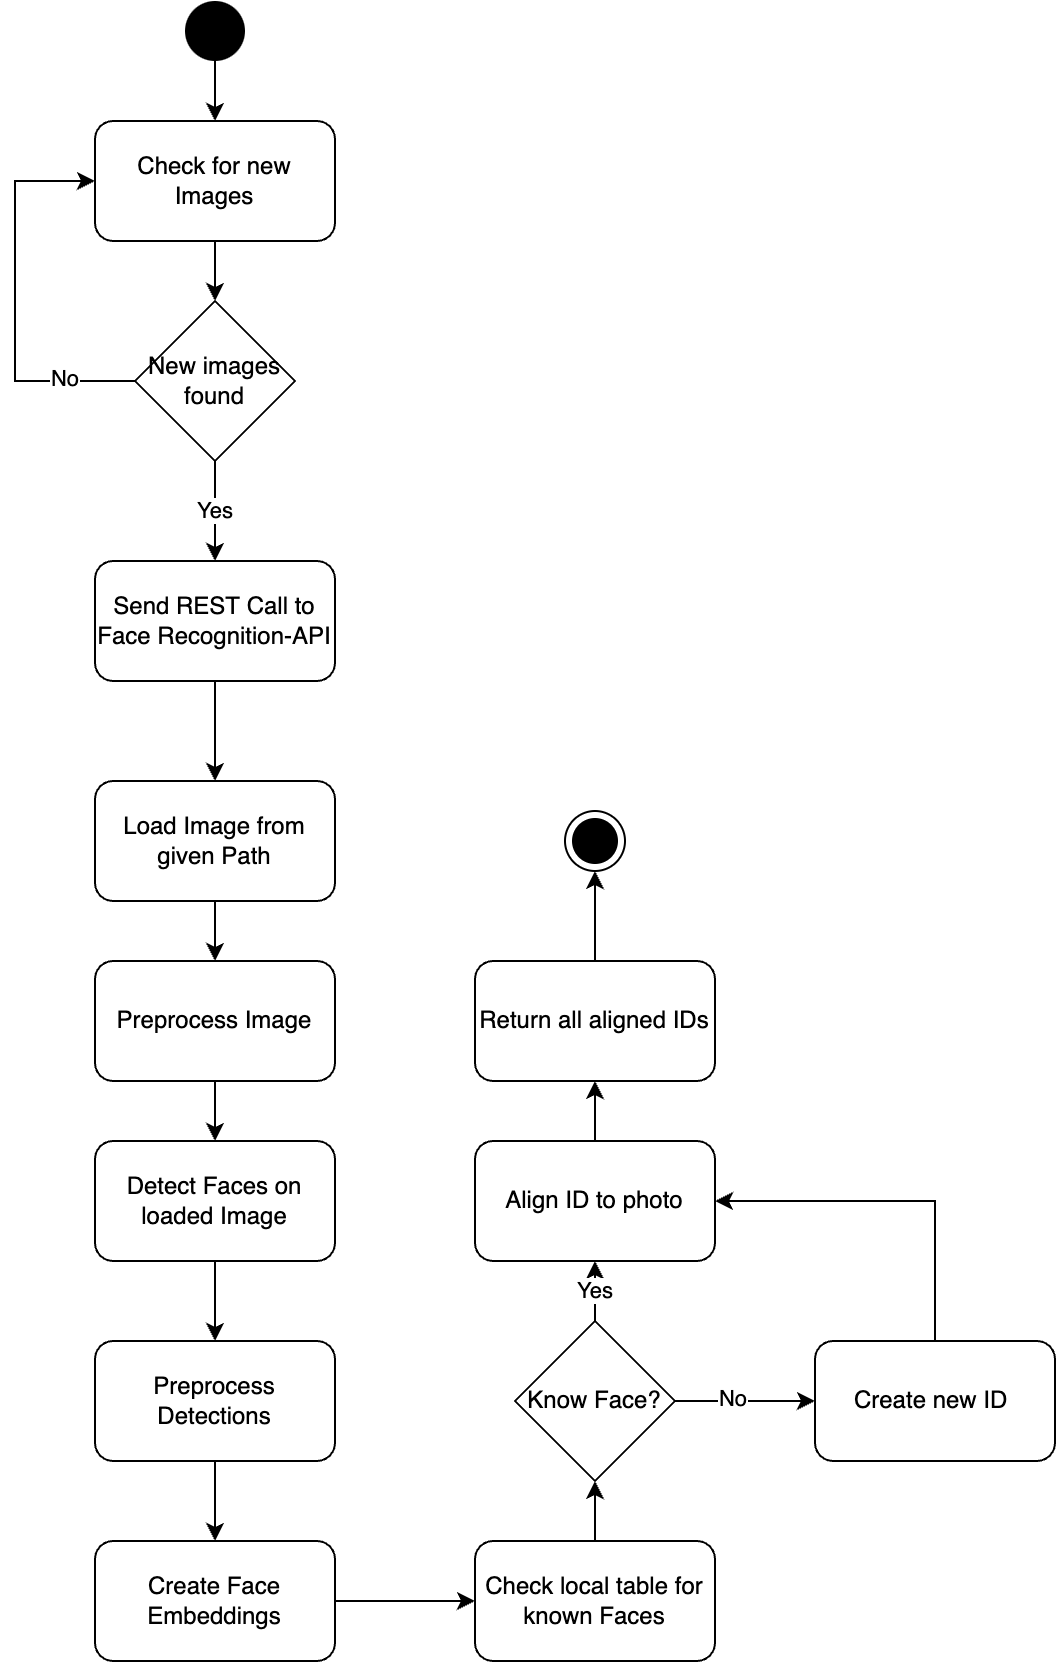 Check for new
Images
New images
found
No
Yes
Send REST Call to
Face Recognition-API
Load Image from
given Path
Preprocess Image
Detect Faces on
loaded Image
Preprocess
Detections
Create Face
Embeddings
Check local table for
known Faces
Know Face?
No
Create new ID
Yes
Align ID to photo
Return all aligned IDs